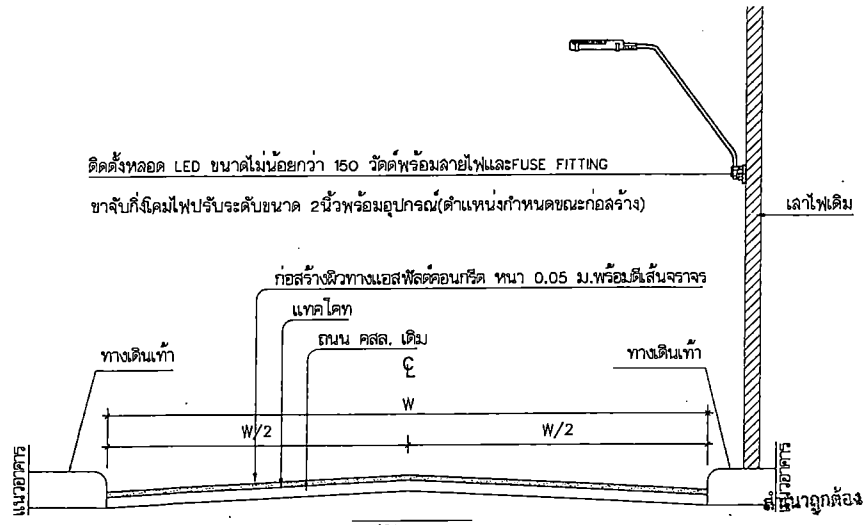 ติดตั้งหลอด LED ขนาดไม่น้อยกว่า 150 วัตต์พร้อมสายไฟและFUSE FITTING
ขาจับกิ่งโคมไฟปรับระดับขนาด 2นิ้วพร้อมอุปกรณ์(ตำแหน่งกำหนดขณะก่อสร้าง)
เสาไฟเดิม
ก่อสร้างผิวทางแอสฟัลต์คอนกรีต หนา 0.05 ม.พร้อมตีเส้นจราจร
แทคโคท
ถนน คสล. เดิม
ทางเดินเท้า
ทางเดินเท้า
℄
W
W/2
W/2
แนวอาคาร
แนวอาคาร
สำเนาถูกต้อง